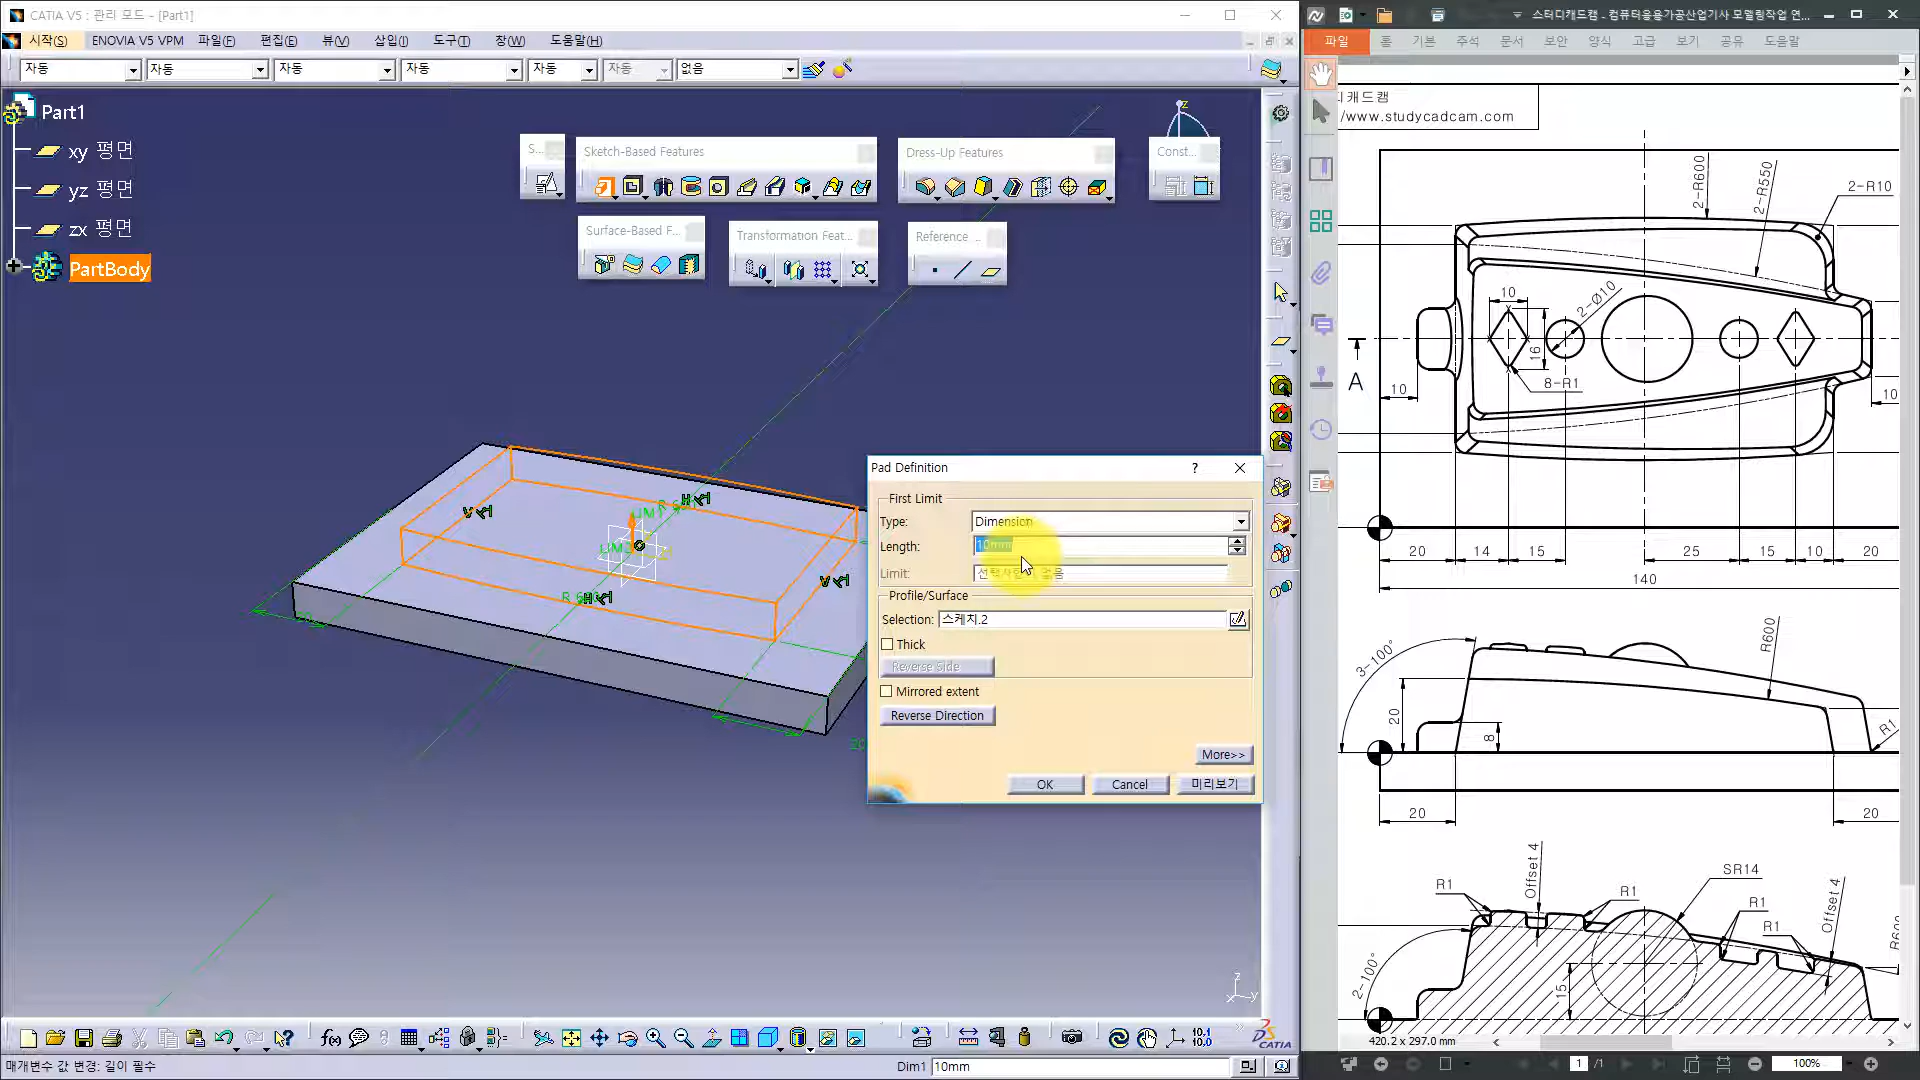 CATIA V5 : 관리 모드 - [Part1]
스터디캐드캠 - 컴퓨터응용가공산업기사 모델링작업 연...
시작(S) ENOVIA V5 VPM 파일(F) 편집(E) 뷰(V) 삽입(I) 도구(T) 창(W) 도움말(H)
파일 홈 기본 주석 문서 보안 양식 고급 보기 공유 도움말
자동 자동 자동 자동 자동 자동 없음
Part1
xy 평면
yz 평면
zx 평면
PartBody
S...
Sketch-Based Features
Dress-Up Features
Const...
Surface-Based F...
Transformation Feat...
Reference ...
z
Pad Definition
?
First Limit
Type: Dimension
Length: 10mm
Limit:
Profile/Surface
Selection: 스케치.2
Thick
Reverse Side
Mirrored extent
Reverse Direction
More>>
OK Cancel 미리보기
디캐드캠
/www.studycadcam.com
2-R600
2-R550
2-R10
10
2-Ø10
16
8-R1
A
10
10
20 14 15 25 15 10 20
140
3-100°
R600
20
8
R1
20
20
R1
Offset 4
R1
SR14
R1
R1
Offset 4
2-100°
15
420.2 x 297.0 mm
1 /1
100%
z
y
CATIA
매개변수 값 변경: 길이 필수
Dim1 10mm